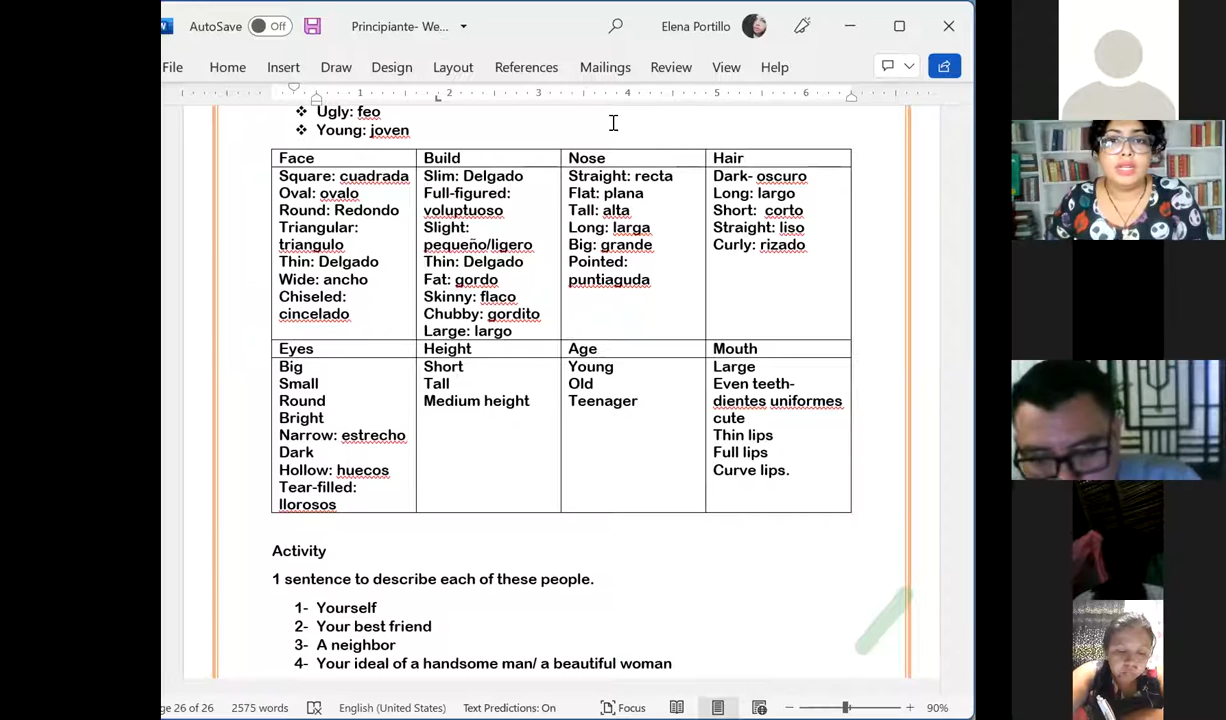 AutoSave Off Principiante- We... Elena Portillo
File Home Insert Draw Design Layout References Mailings Review View Help
1 2 3 4 5 6
❖ Ugly: feo
❖ Young: joven
Face Build Nose Hair
Square: cuadrada
Oval: ovalo
Round: Redondo
Triangular:
triangulo
Thin: Delgado
Wide: ancho
Chiseled:
cincelado
Slim: Delgado
Full-figured:
voluptuoso
Slight:
pequeño/ligero
Thin: Delgado
Fat: gordo
Skinny: flaco
Chubby: gordito
Large: largo
Straight: recta
Flat: plana
Tall: alta
Long: larga
Big: grande
Pointed:
puntiaguda
Dark- oscuro
Long: largo
Short: corto
Straight: liso
Curly: rizado
Eyes Height Age Mouth
Big
Small
Round
Bright
Narrow: estrecho
Dark
Hollow: huecos
Tear-filled:
llorosos
Short
Tall
Medium height
Young
Old
Teenager
Large
Even teeth-
dientes uniformes
cute
Thin lips
Full lips
Curve lips.
Activity
1 sentence to describe each of these people.
1- Yourself
2- Your best friend
3- A neighbor
4- Your ideal of a handsome man/ a beautiful woman
ge 26 of 26 2575 words English (United States) Text Predictions: On Focus 90%